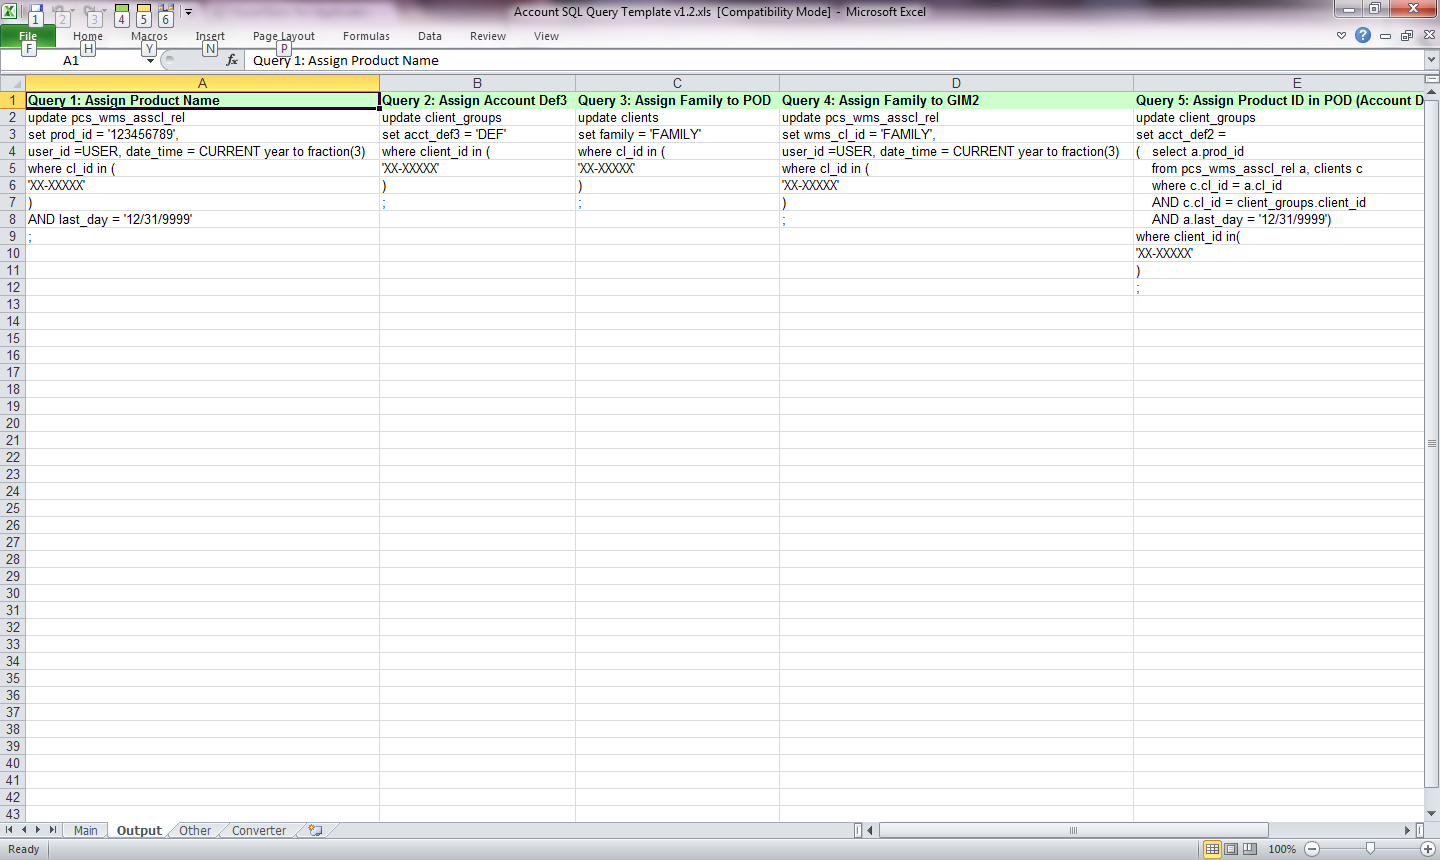 Account SQL Query Template v1.2.xls [Compatibility Mode] - Microsoft Excel
1 2 3 4 5 6
File Home Macros Insert Page Layout Formulas Data Review View
F H Y N P
A1 fx Query 1: Assign Product Name
A B C D E
1 Query 1: Assign Product Name Query 2: Assign Account Def3 Query 3: Assign Family to POD Query 4: Assign Family to GIM2 Query 5: Assign Product ID in POD (Account D
2 update pcs_wms_asscl_rel update client_groups update clients update pcs_wms_asscl_rel update client_groups
3 set prod_id = '123456789', set acct_def3 = 'DEF' set family = 'FAMILY' set wms_cl_id = 'FAMILY', set acct_def2 =
4 user_id =USER, date_time = CURRENT year to fraction(3) where client_id in ( where cl_id in ( user_id =USER, date_time = CURRENT year to fraction(3) ( select a.prod_id
5 where cl_id in ( 'XX-XXXXX' 'XX-XXXXX' where cl_id in ( from pcs_wms_asscl_rel a, clients c
6 'XX-XXXXX' ) ) 'XX-XXXXX' where c.cl_id = a.cl_id
7 ) ; ; ) AND c.cl_id = client_groups.client_id
8 AND last_day = '12/31/9999' ; AND a.last_day = '12/31/9999')
9 ; where client_id in(
10 'XX-XXXXX'
11 )
12 ;
13
14
15
16
17
18
19
20
21
22
23
24
25
26
27
28
29
30
31
32
33
34
35
36
37
38
39
40
41
42
43
Main Output Other Converter
Ready 100%